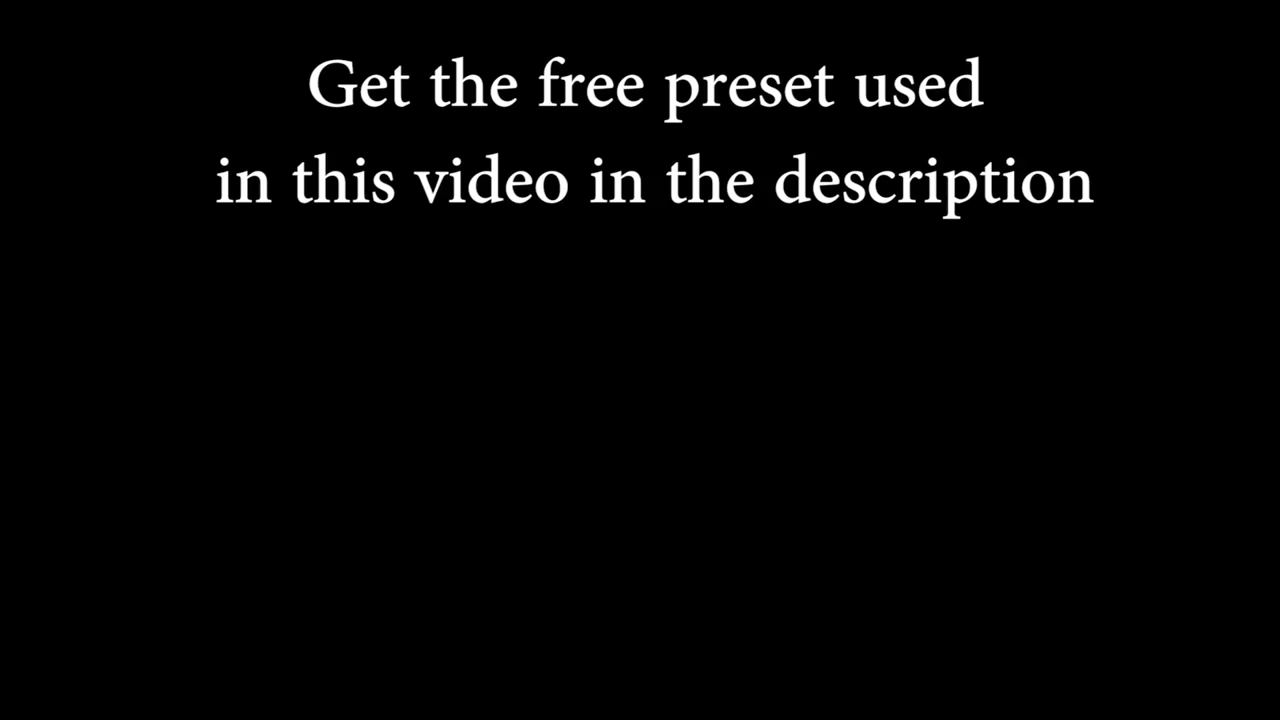 Get the free preset used
in this video in the description